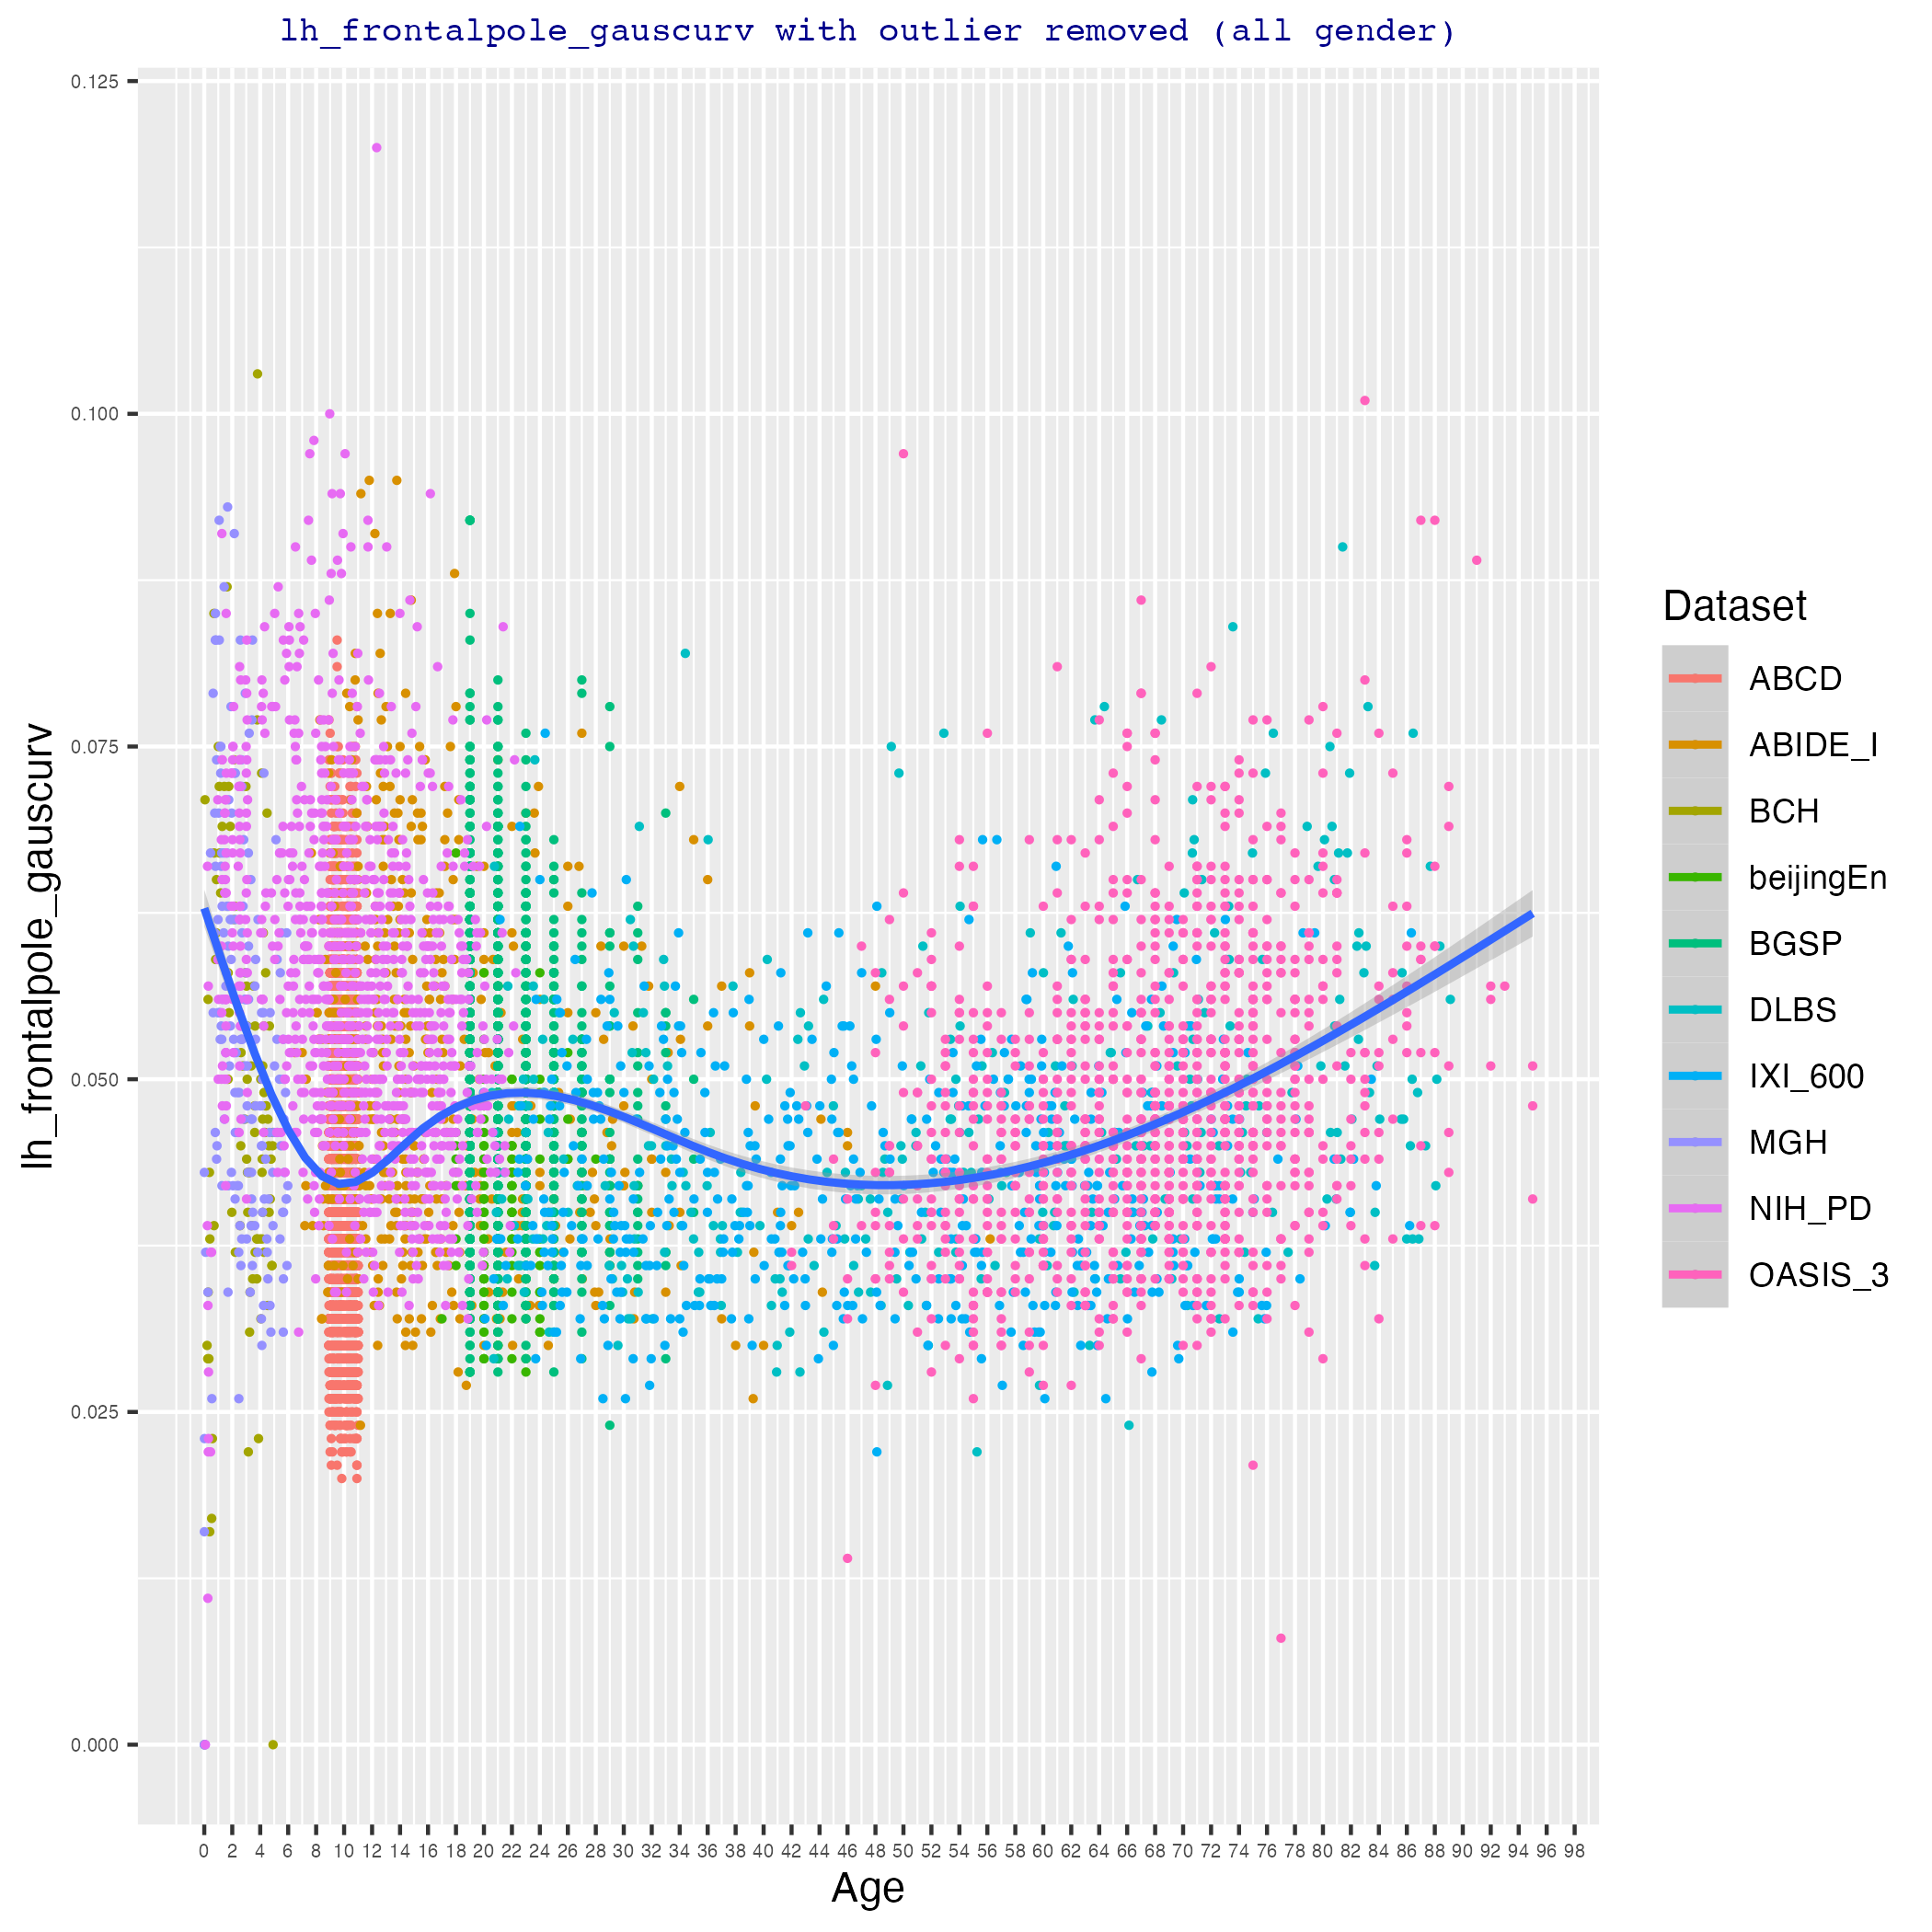 lh_frontalpole_gauscurv with outlier removed (all gender)
0.125
0.100
0.075
0.050
0.025
0.000
lh_frontalpole_gauscurv
0 2 4 6 8 10 12 14 16 18 20 22 24 26 28 30 32 34 36 38 40 42 44 46 48 50 52 54 56 58 60 62 64 66 68 70 72 74 76 78 80 82 84 86 88 90 92 94 96 98
Age
Dataset
ABCD
ABIDE_I
BCH
beijingEn
BGSP
DLBS
IXI_600
MGH
NIH_PD
OASIS_3